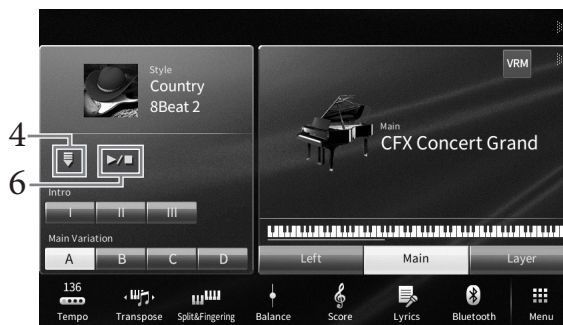 Style
Country
8Beat 2
VRM
Main
CFX Concert Grand
4
6
Intro
I II III
Main Variation
A B C D
Left Main Layer
136
Tempo Transpose Split&Fingering Balance Score Lyrics Bluetooth Menu